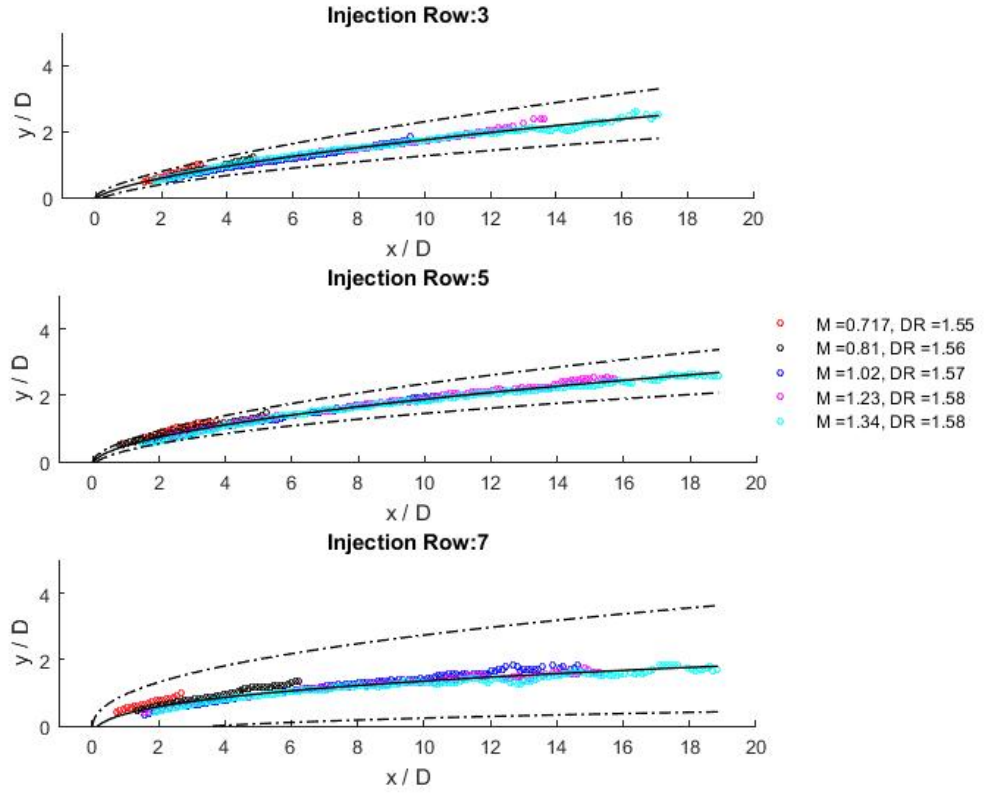 Injection Row:3
4
2
0
y / D
0 2 4 6 8 10 12 14 16 18 20
x / D
Injection Row:5
4
2
0
y / D
0 2 4 6 8 10 12 14 16 18 20
x / D
M =0.717, DR =1.55
M =0.81, DR =1.56
M =1.02, DR =1.57
M =1.23, DR =1.58
M =1.34, DR =1.58
Injection Row:7
4
2
0
y / D
0 2 4 6 8 10 12 14 16 18 20
x / D